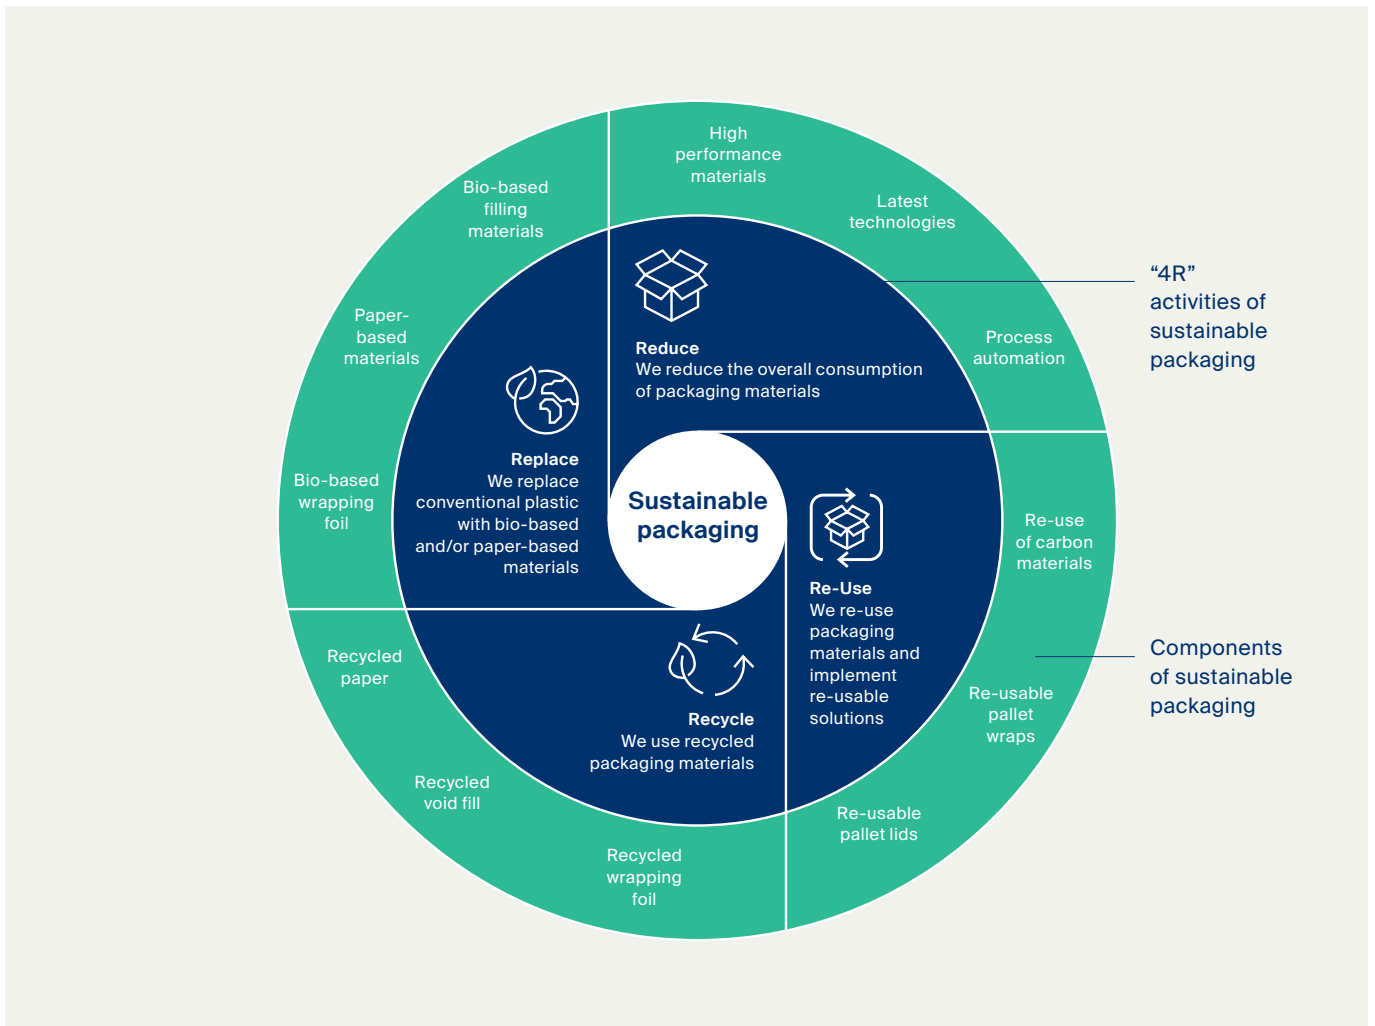 High
performance
materials
Latest
technologies
Process
automation
Bio-based
filling
materials
Paper-
based
materials
Bio-based
wrapping
foil
Reduce
We reduce the overall consumption
of packaging materials
Replace
We replace
conventional plastic
with bio-based
and/or paper-based
materials
Sustainable
packaging
Re-Use
We re-use
packaging
materials and
implement
re-usable
solutions
Recycle
We use recycled
packaging materials
Re-use
of carbon
materials
Re-usable
pallet
wraps
Re-usable
pallet lids
Recycled
paper
Recycled
void fill
Recycled
wrapping
foil
“4R”
activities of
sustainable
packaging
Components
of sustainable
packaging